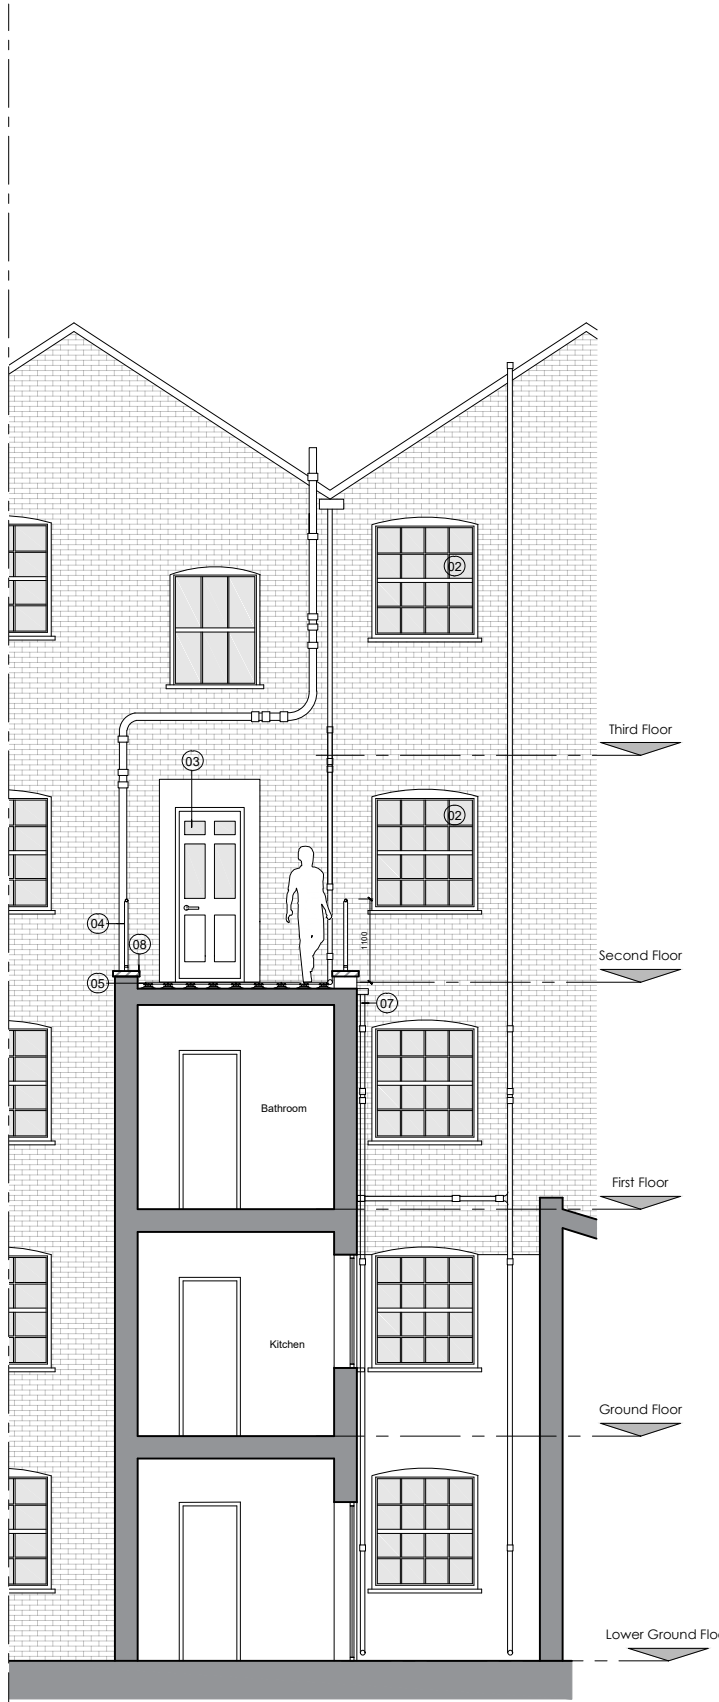 02
Third Floor
03
02
04
1100
08
Second Floor
05
07
Bathroom
First Floor
Kitchen
Ground Floor
Lower Ground Floo